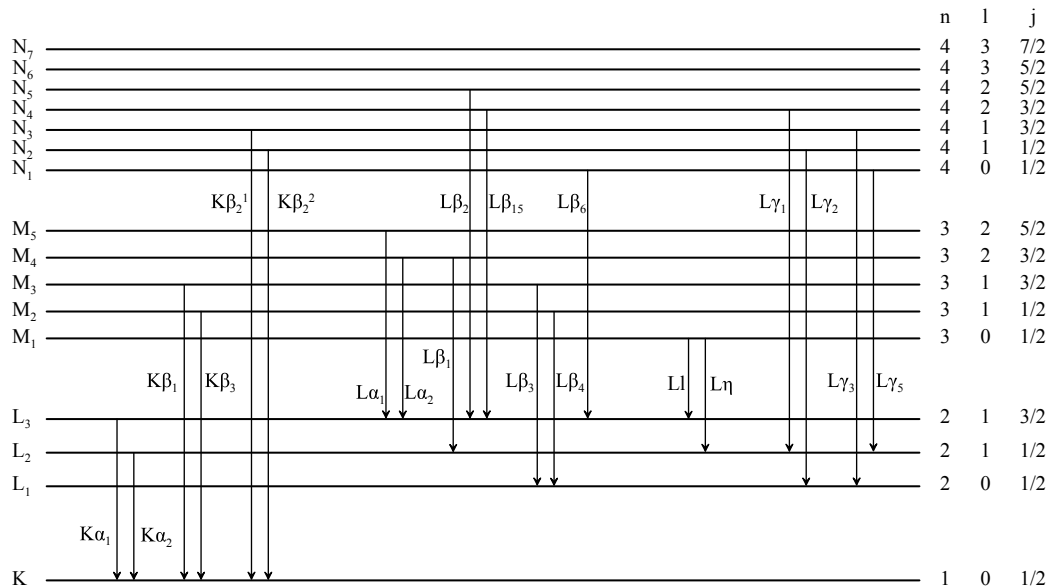 n l j
N₇ 4 3 7/2
N₆ 4 3 5/2
N₅ 4 2 5/2
N₄ 4 2 3/2
N₃ 4 1 3/2
N₂ 4 1 1/2
N₁ 4 0 1/2
Kβ₂¹ Kβ₂² Lβ₂ Lβ₁₅ Lβ₆ Lγ₁ Lγ₂
M₅ 3 2 5/2
M₄ 3 2 3/2
M₃ 3 1 3/2
M₂ 3 1 1/2
M₁ 3 0 1/2
Lβ₁
Kβ₁ Kβ₃ Lα₁ Lα₂ Lβ₃ Lβ₄ Ll Lη Lγ₃ Lγ₅
L₃ 2 1 3/2
L₂ 2 1 1/2
L₁ 2 0 1/2
Kα₁ Kα₂
K 1 0 1/2